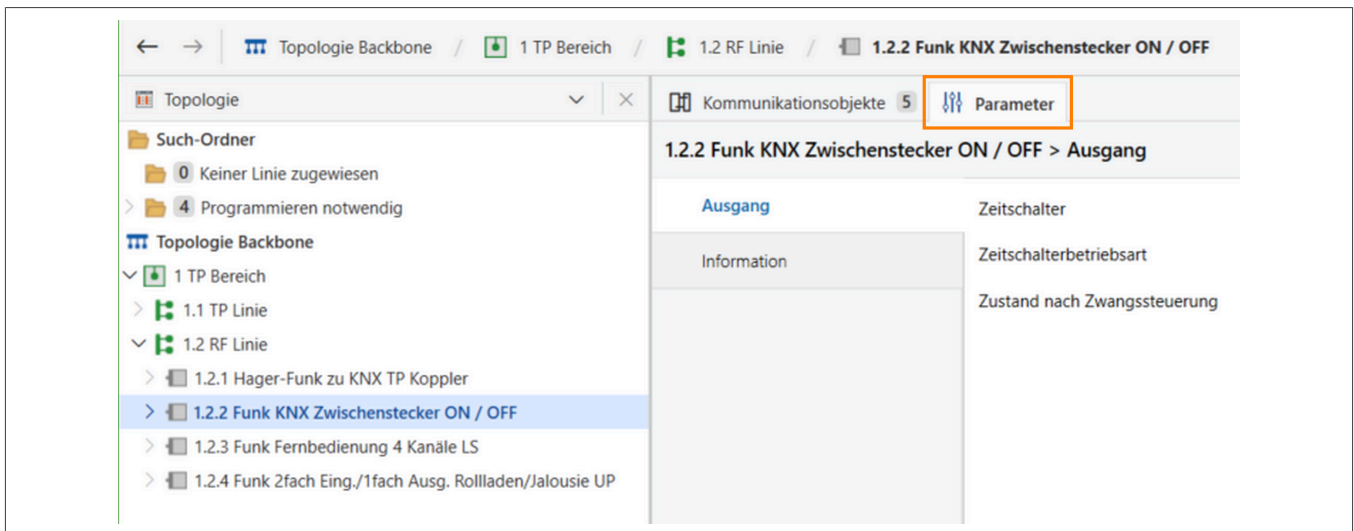 Topologie Backbone / 1 TP Bereich / 1.2 RF Linie / 1.2.2 Funk KNX Zwischenstecker ON / OFF
Topologie
Such-Ordner
0 Keiner Linie zugewiesen
4 Programmieren notwendig
Topologie Backbone
1 TP Bereich
1.1 TP Linie
1.2 RF Linie
1.2.1 Hager-Funk zu KNX TP Koppler
1.2.2 Funk KNX Zwischenstecker ON / OFF
1.2.3 Funk Fernbedienung 4 Kanäle LS
1.2.4 Funk 2fach Eing./1fach Ausg. Rollladen/Jalousie UP
Kommunikationsobjekte 5 Parameter
1.2.2 Funk KNX Zwischenstecker ON / OFF > Ausgang
Ausgang
Information
Zeitschalter
Zeitschalterbetriebsart
Zustand nach Zwangssteuerung